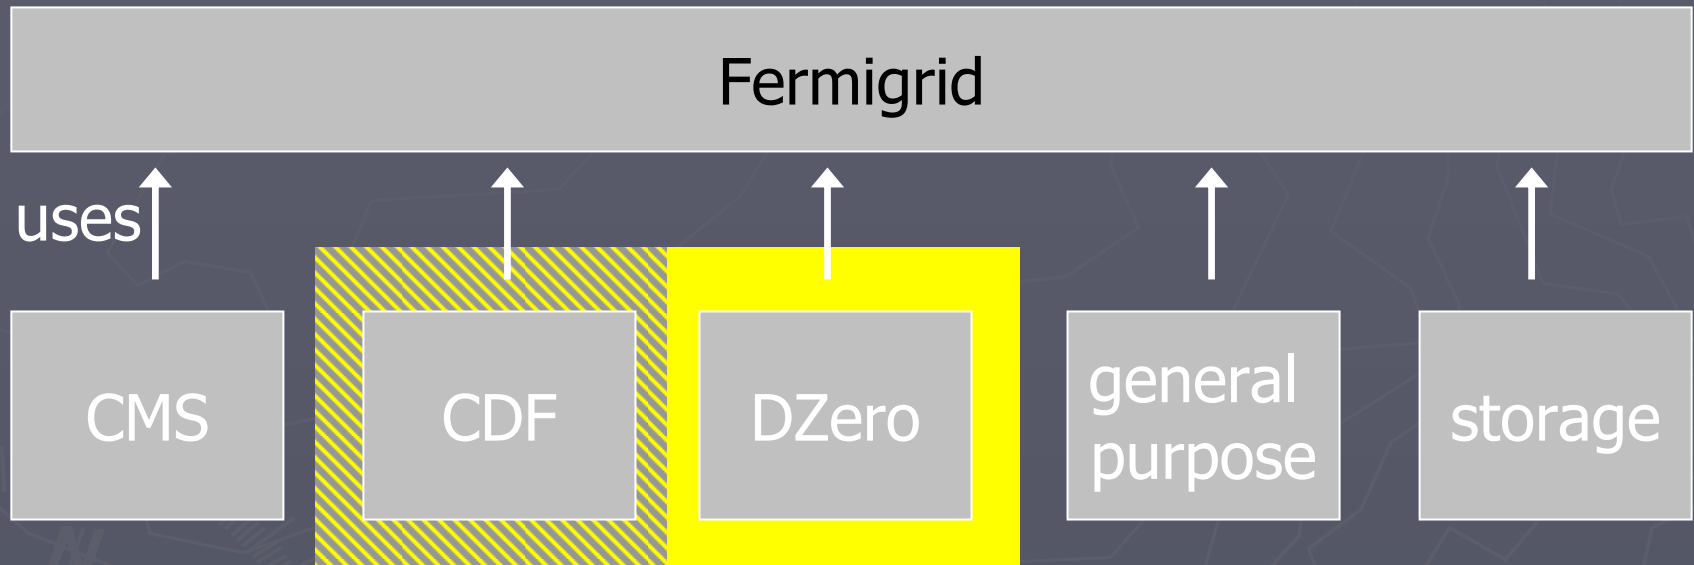 Fermigrid
uses
CMS
CDF
DZero
general
purpose
storage
N